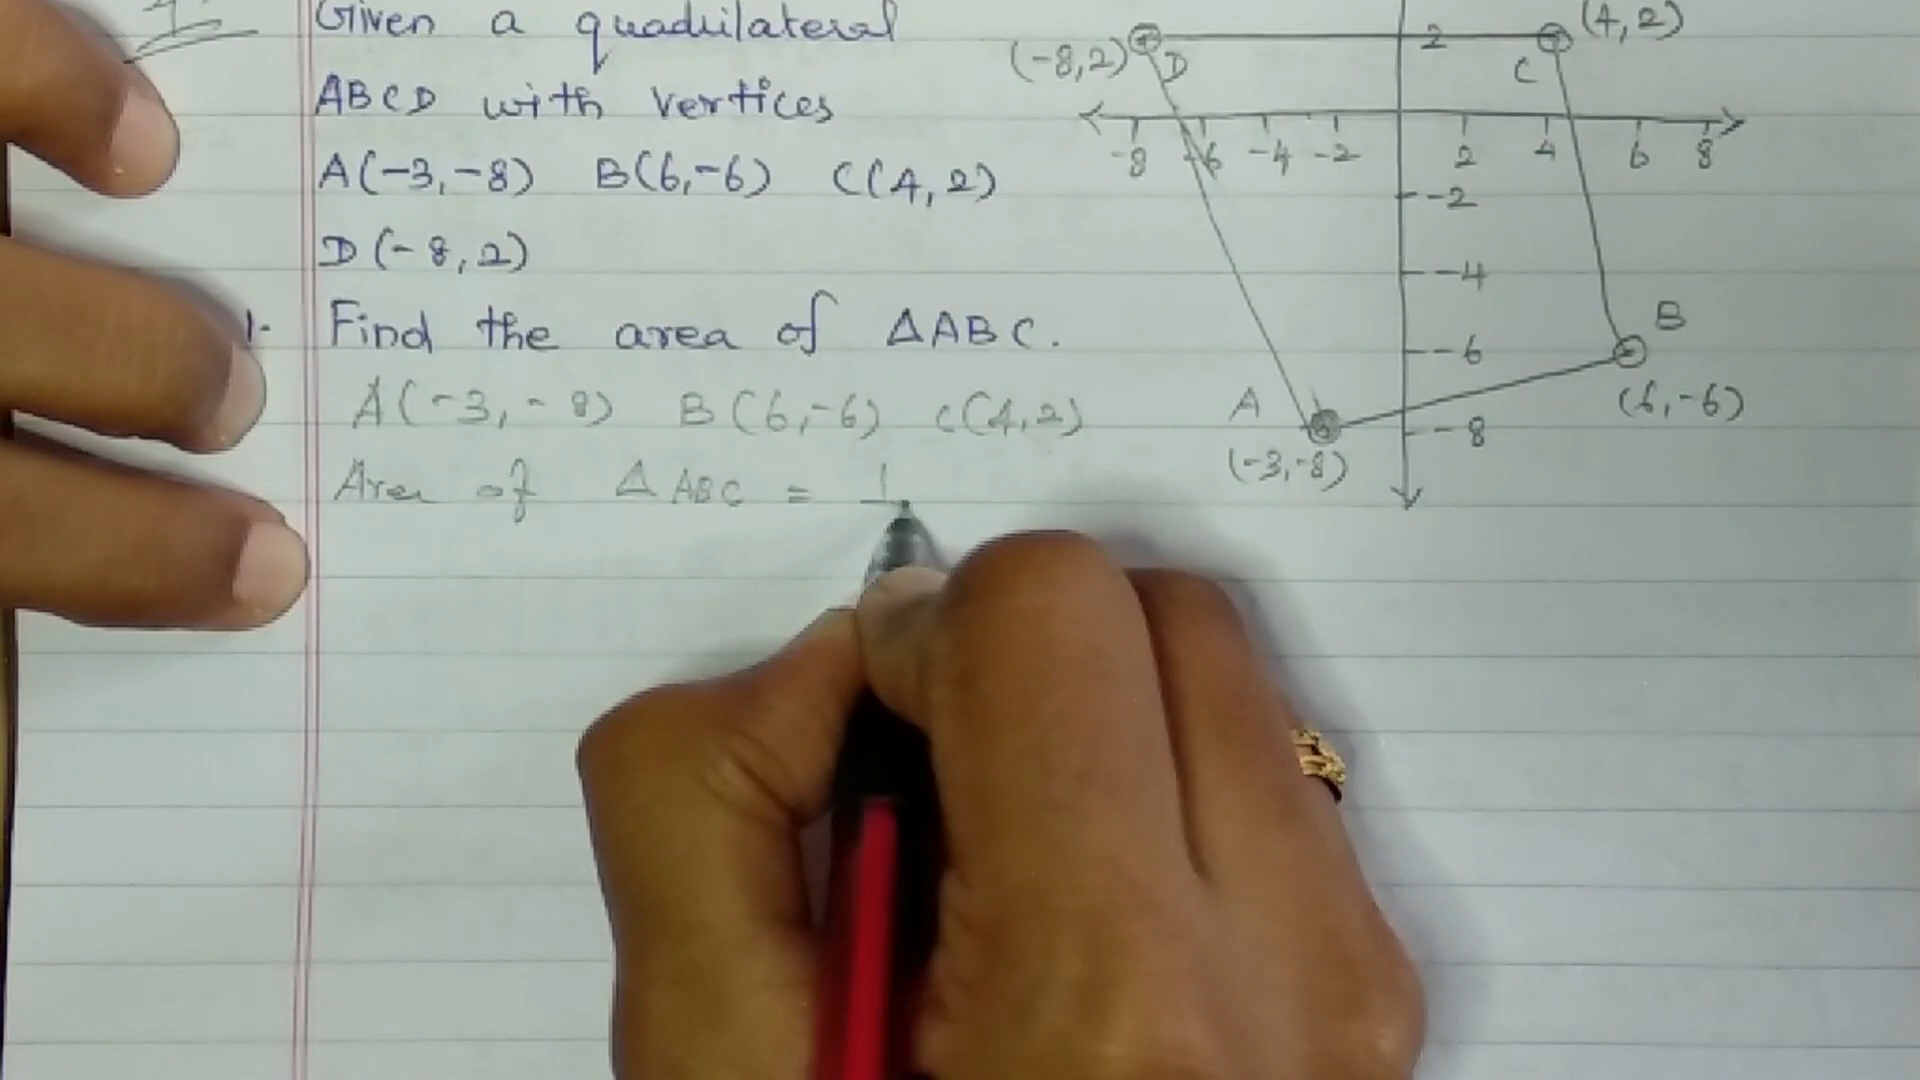 Given a quadrilateral
ABCD with vertices
A(-3,-8) B(6,-6) C(4,2)
D(-8,2)
1. Find the area of ΔABC.
A(-3,-8) B(6,-6) C(4,2)
Area of Δ ABC = 1
(-8,2) D 2 C (4,2)
-8 -6 -4 -2 2 4 6 8
-2
-4
B
-6
(6,-6)
A -8
(-3,-8)